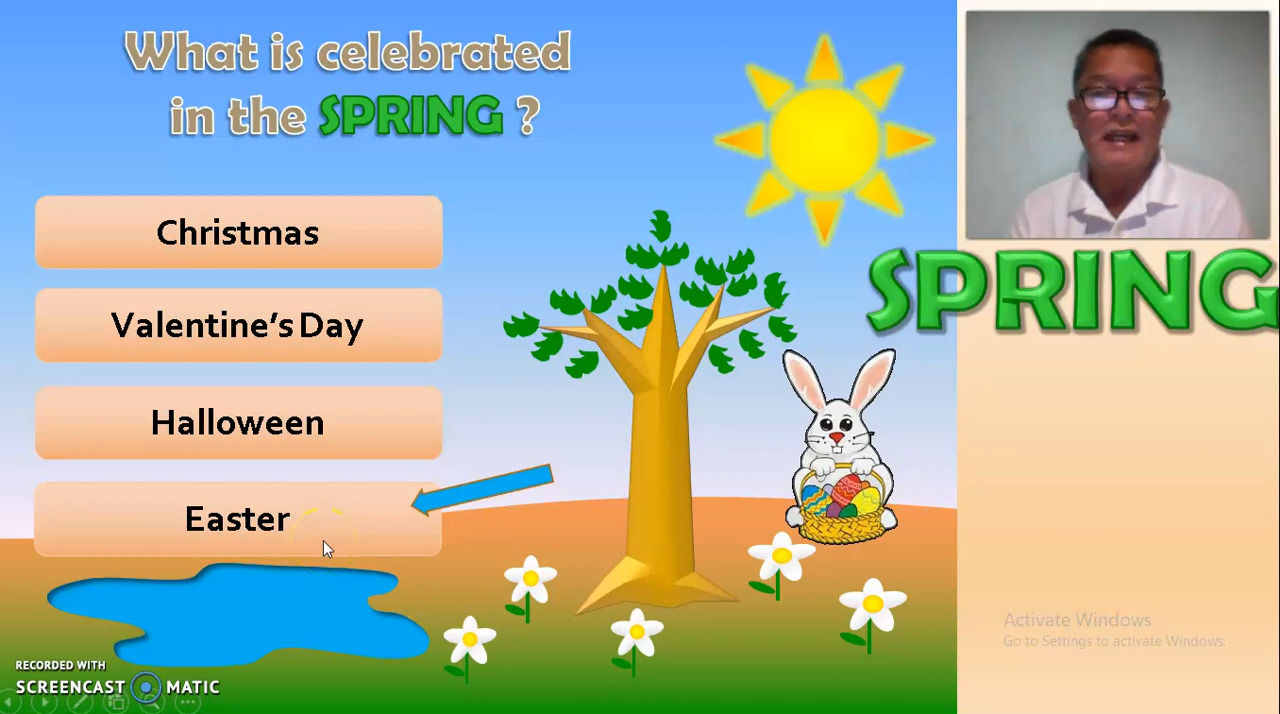 What is celebrated
in the SPRING ?
Christmas
Valentine's Day
Halloween
Easter
SPRING
Activate Windows
Go to Settings to activate Windows.
RECORDED WITH
SCREENCAST MATIC